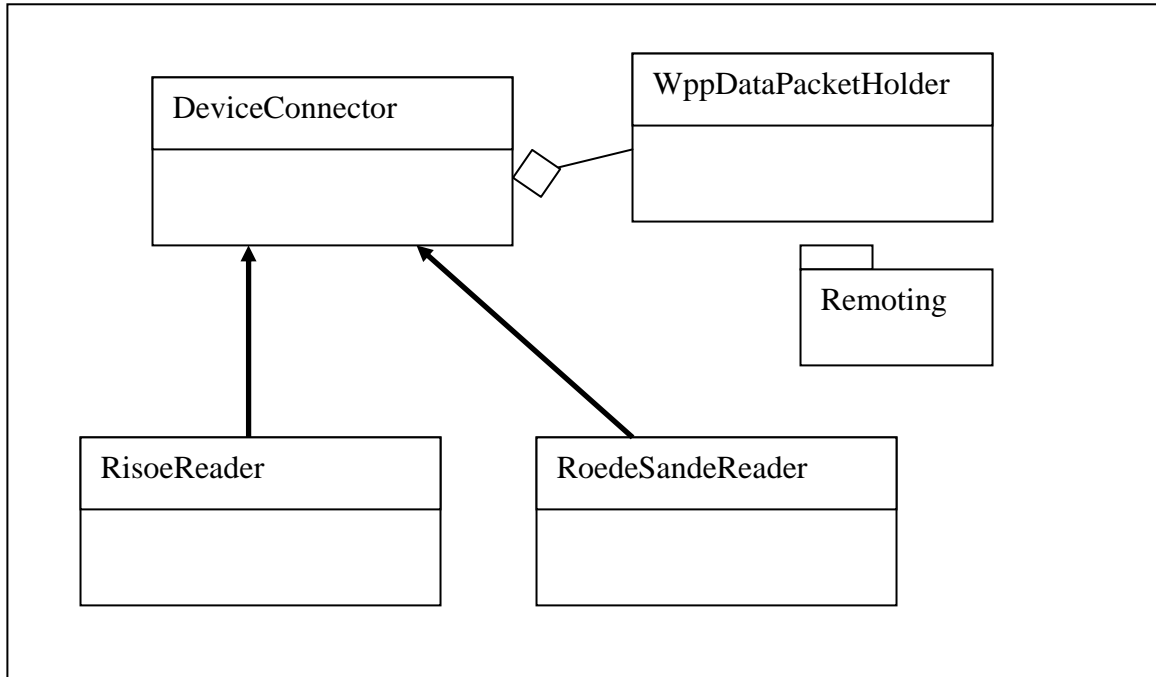 DeviceConnector
WppDataPacketHolder
Remoting
RisoeReader
RoedeSandeReader